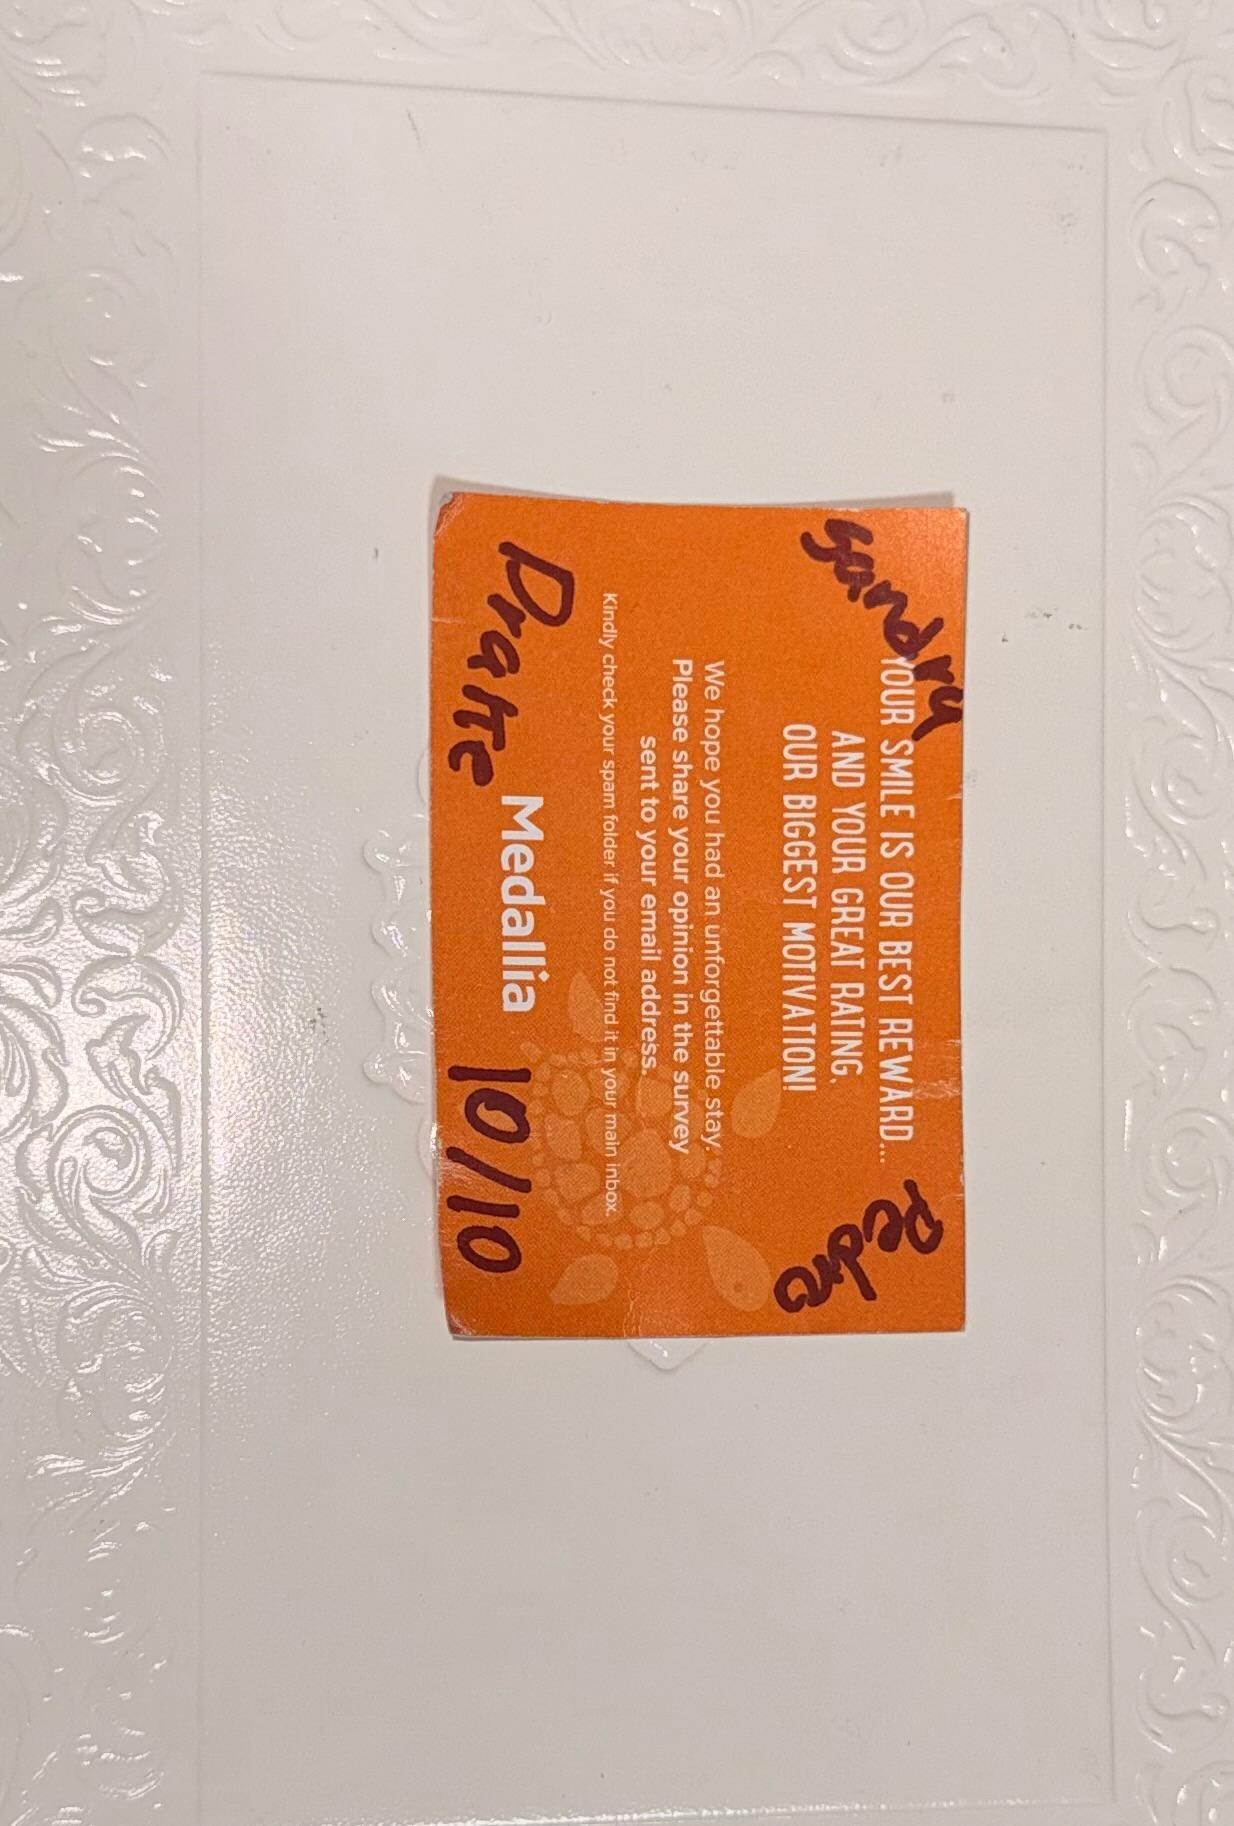 Sandra
Pedro
YOUR SMILE IS OUR BEST REWARD...
AND YOUR GREAT RATING,
OUR BIGGEST MOTIVATION!
We hope you had an unforgettable stay.
Please share your opinion in the survey
sent to your email address.
Kindly check your spam folder if you do not find it in your main inbox.
Medallia
10/10